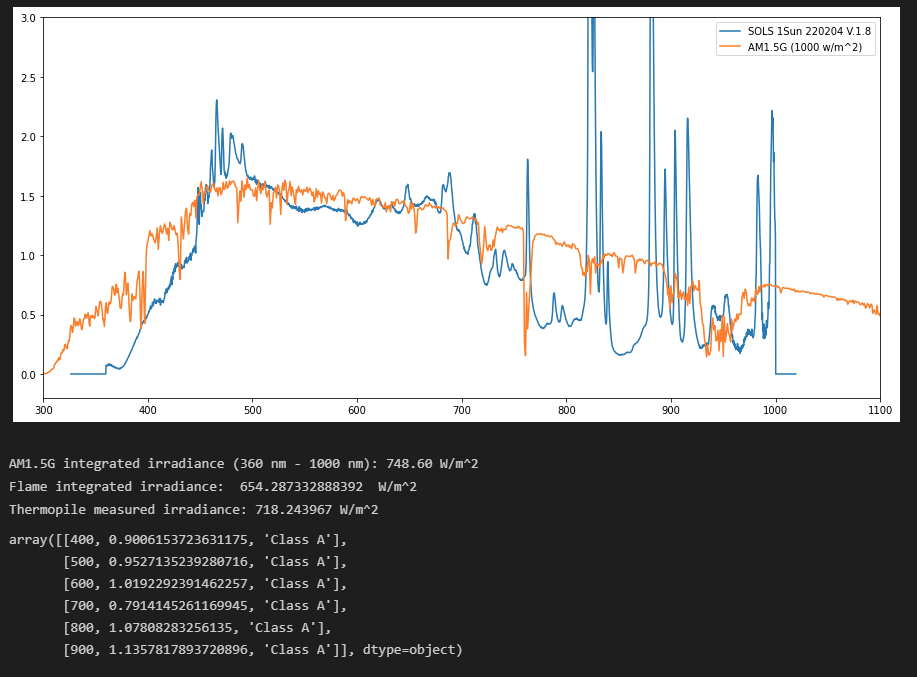 3.0
2.5
2.0
1.5
1.0
0.5
0.0
300 400 500 600 700 800 900 1000 1100
SOLS 1Sun 220204 V.1.8
AM1.5G (1000 w/m^2)
AM1.5G integrated irradiance (360 nm - 1000 nm): 748.60 W/m^2
Flame integrated irradiance:  654.287332888392  W/m^2
Thermopile measured irradiance: 718.243967 W/m^2
array([[400, 0.9006153723631175, 'Class A'],
       [500, 0.9527135239280716, 'Class A'],
       [600, 1.0192292391462257, 'Class A'],
       [700, 0.7914145261169945, 'Class A'],
       [800, 1.07808283256135, 'Class A'],
       [900, 1.1357817893720896, 'Class A']], dtype=object)